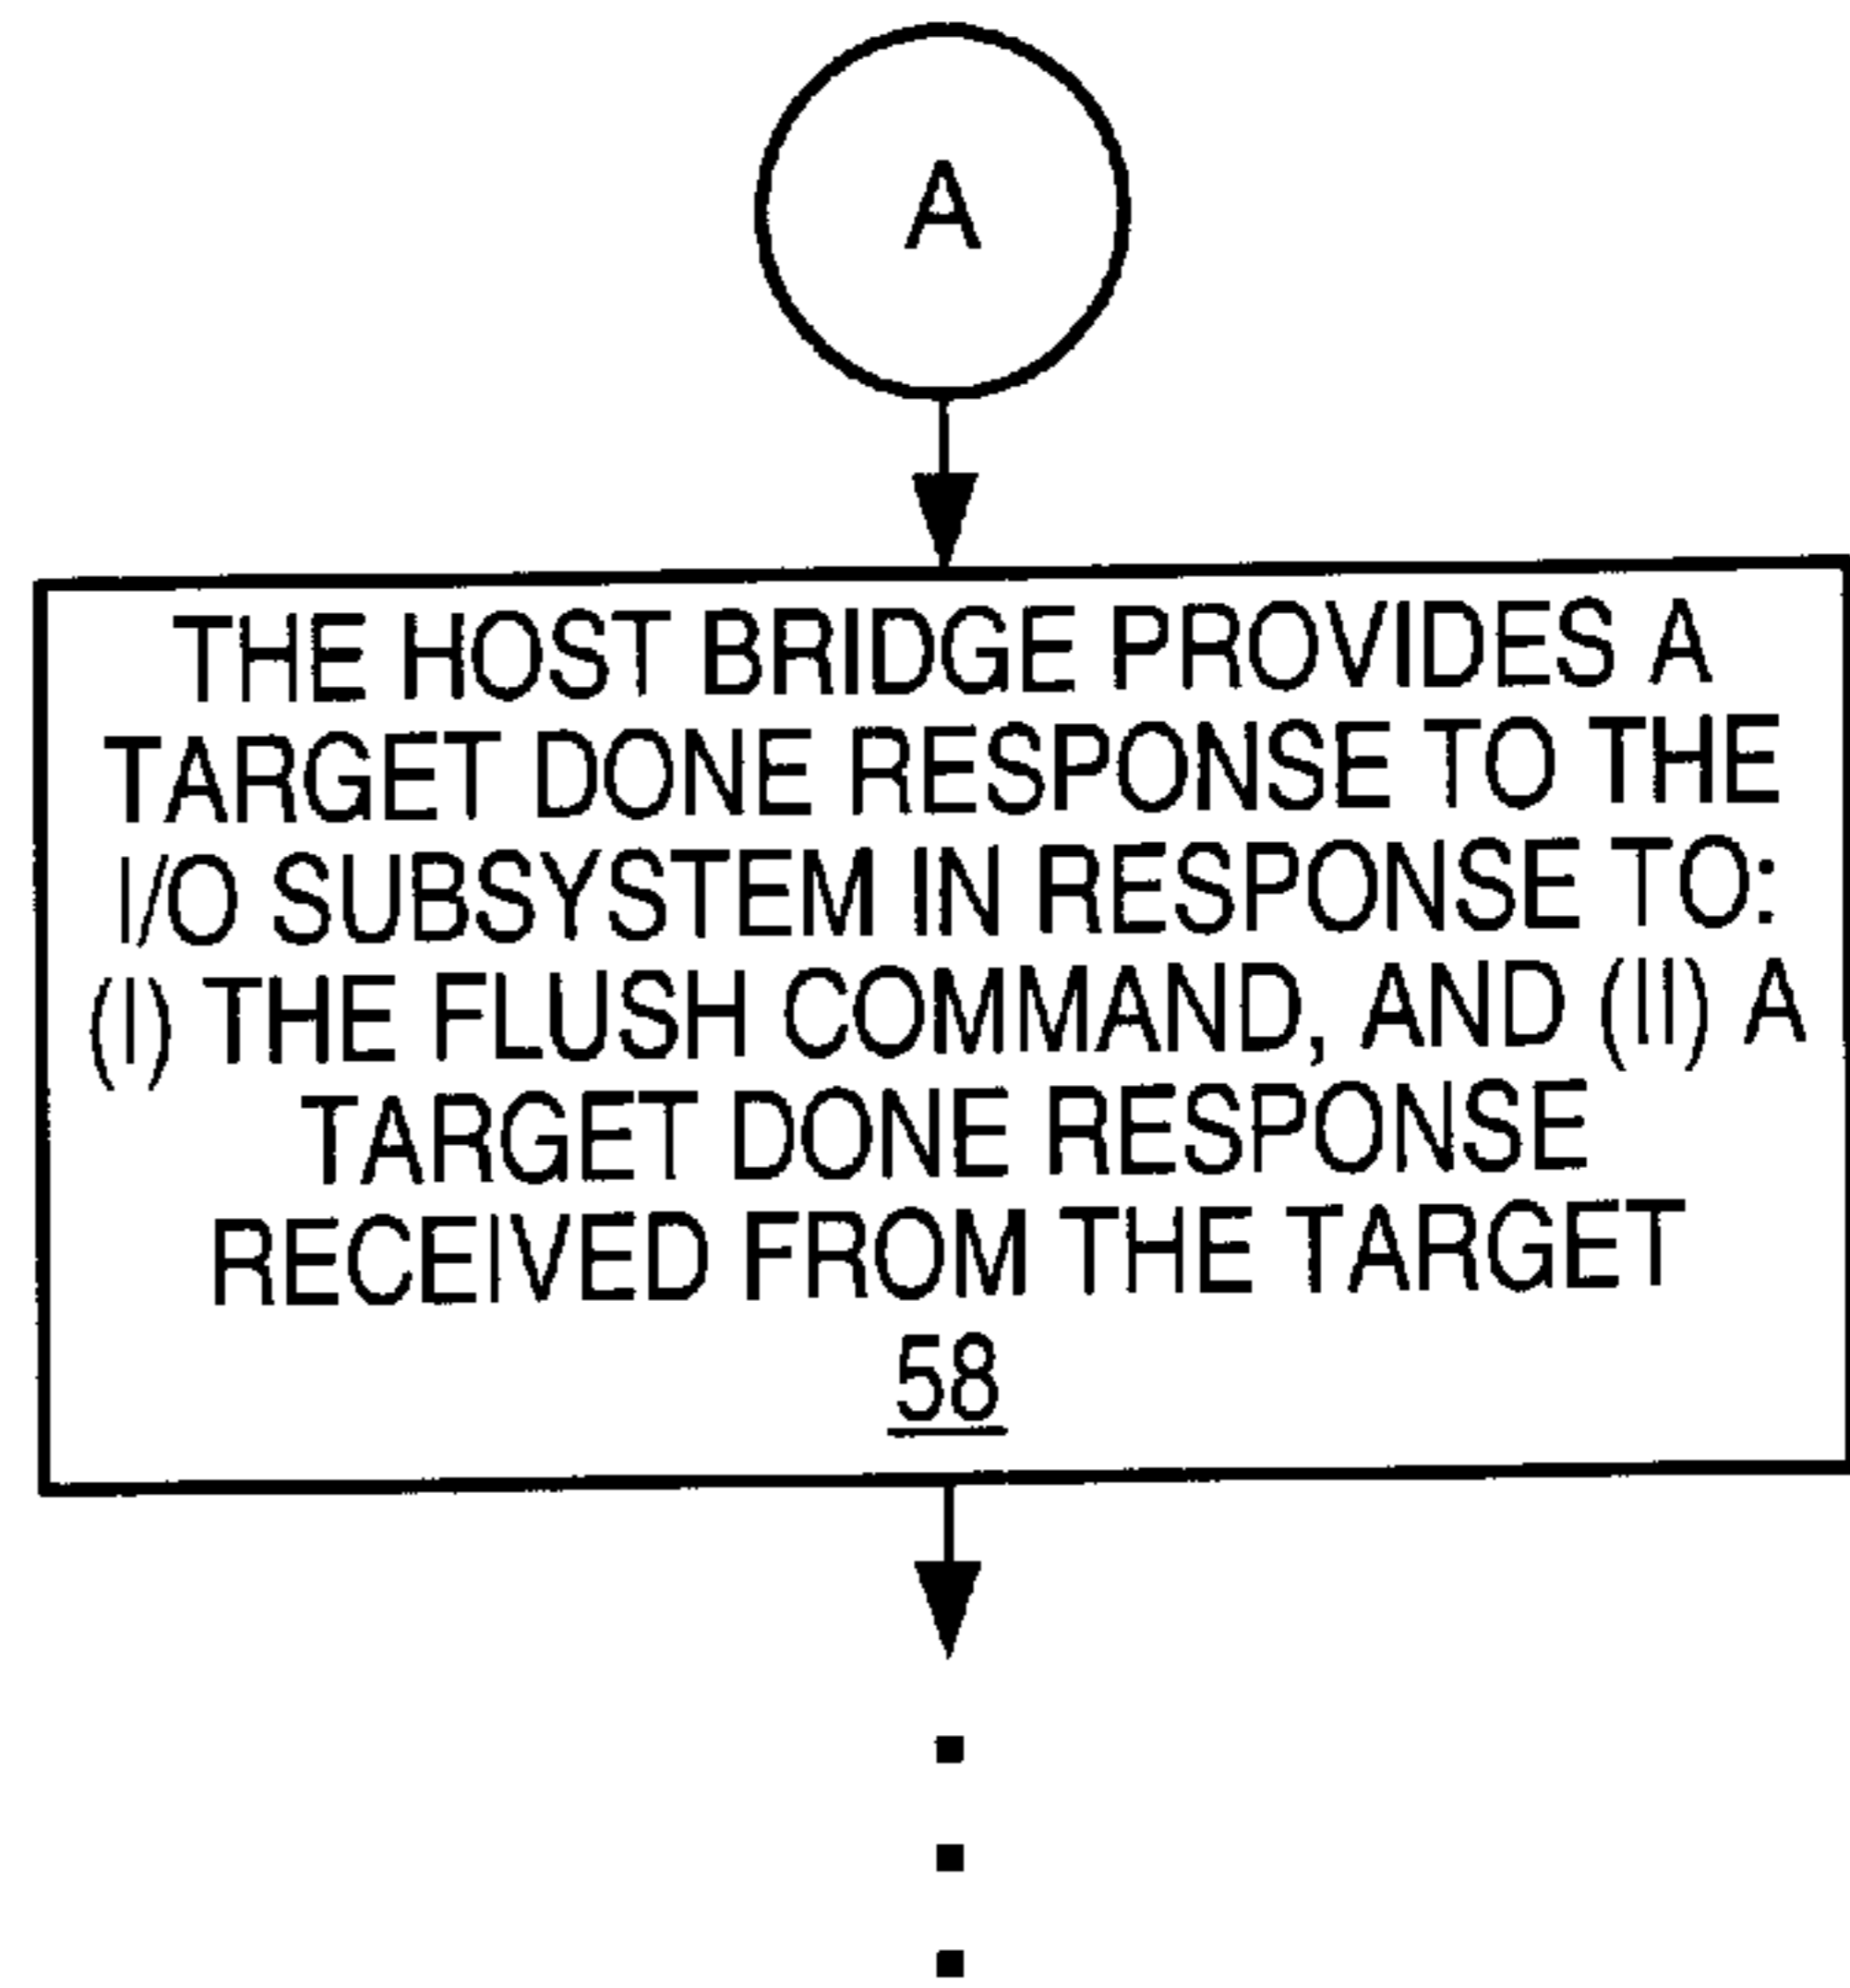 A
THE HOST BRIDGE PROVIDES A
TARGET DONE RESPONSE TO THE
I/O SUBSYSTEM IN RESPONSE TO:
(I) THE FLUSH COMMAND, AND (II) A
TARGET DONE RESPONSE
RECEIVED FROM THE TARGET
58